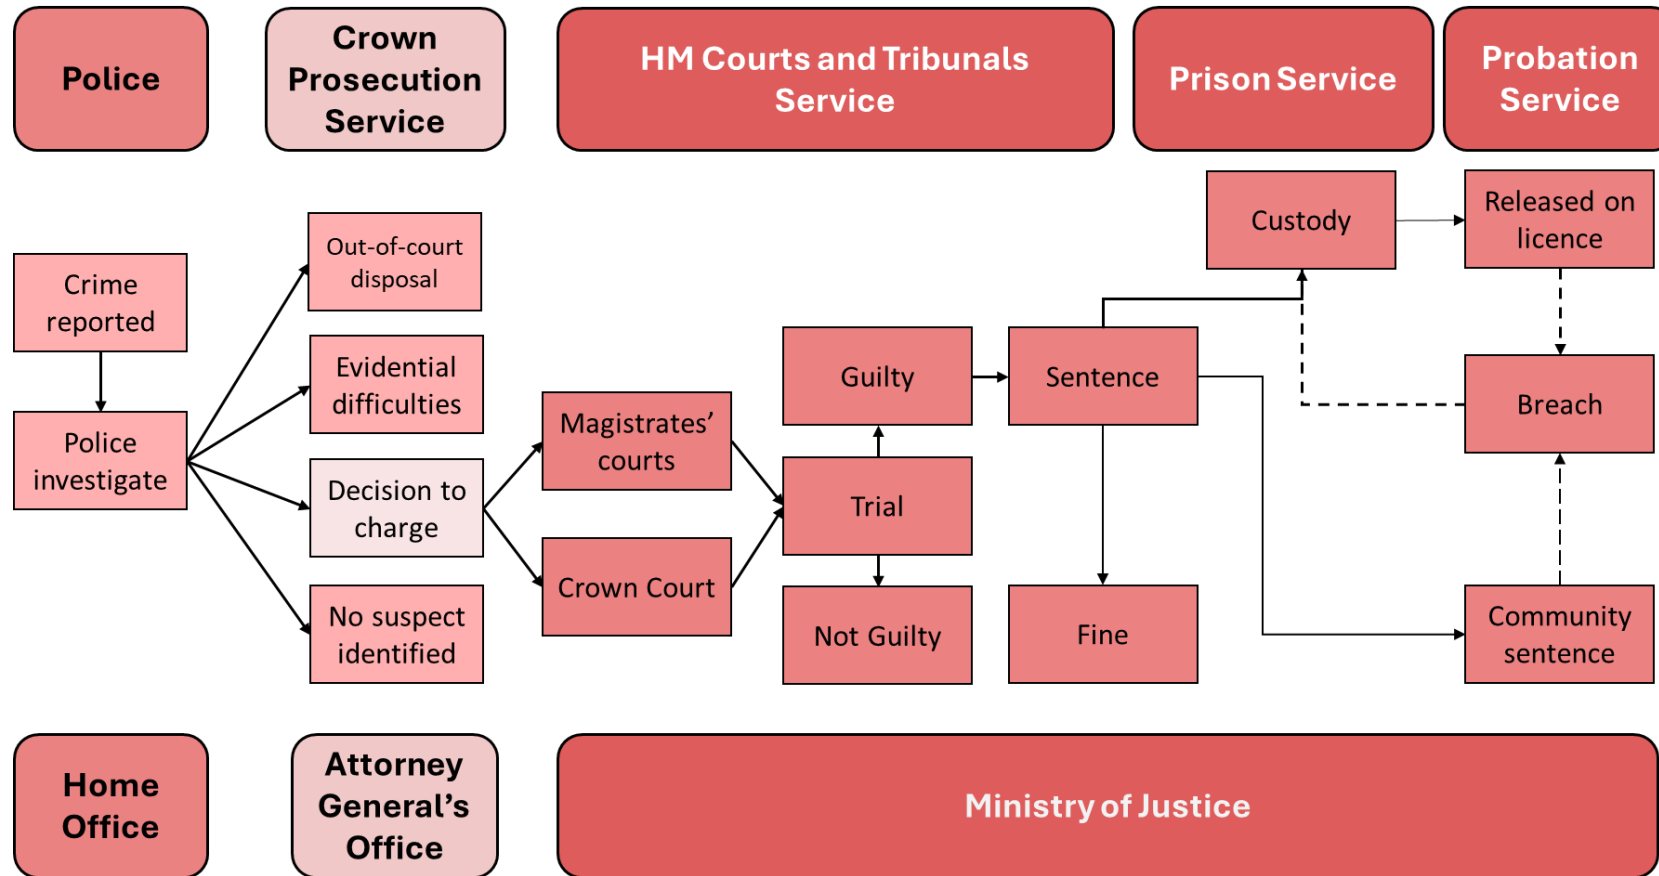 Police
Crown
Prosecution
Service
HM Courts and Tribunals
Service
Prison Service
Probation
Service
Crime
reported
Police
investigate
Out-of-court
disposal
Evidential
difficulties
Decision to
charge
No suspect
identified
Magistrates’
courts
Crown Court
Guilty
Trial
Not Guilty
Sentence
Fine
Custody
Released on
licence
Breach
Community
sentence
Home
Office
Attorney
General’s
Office
Ministry of Justice